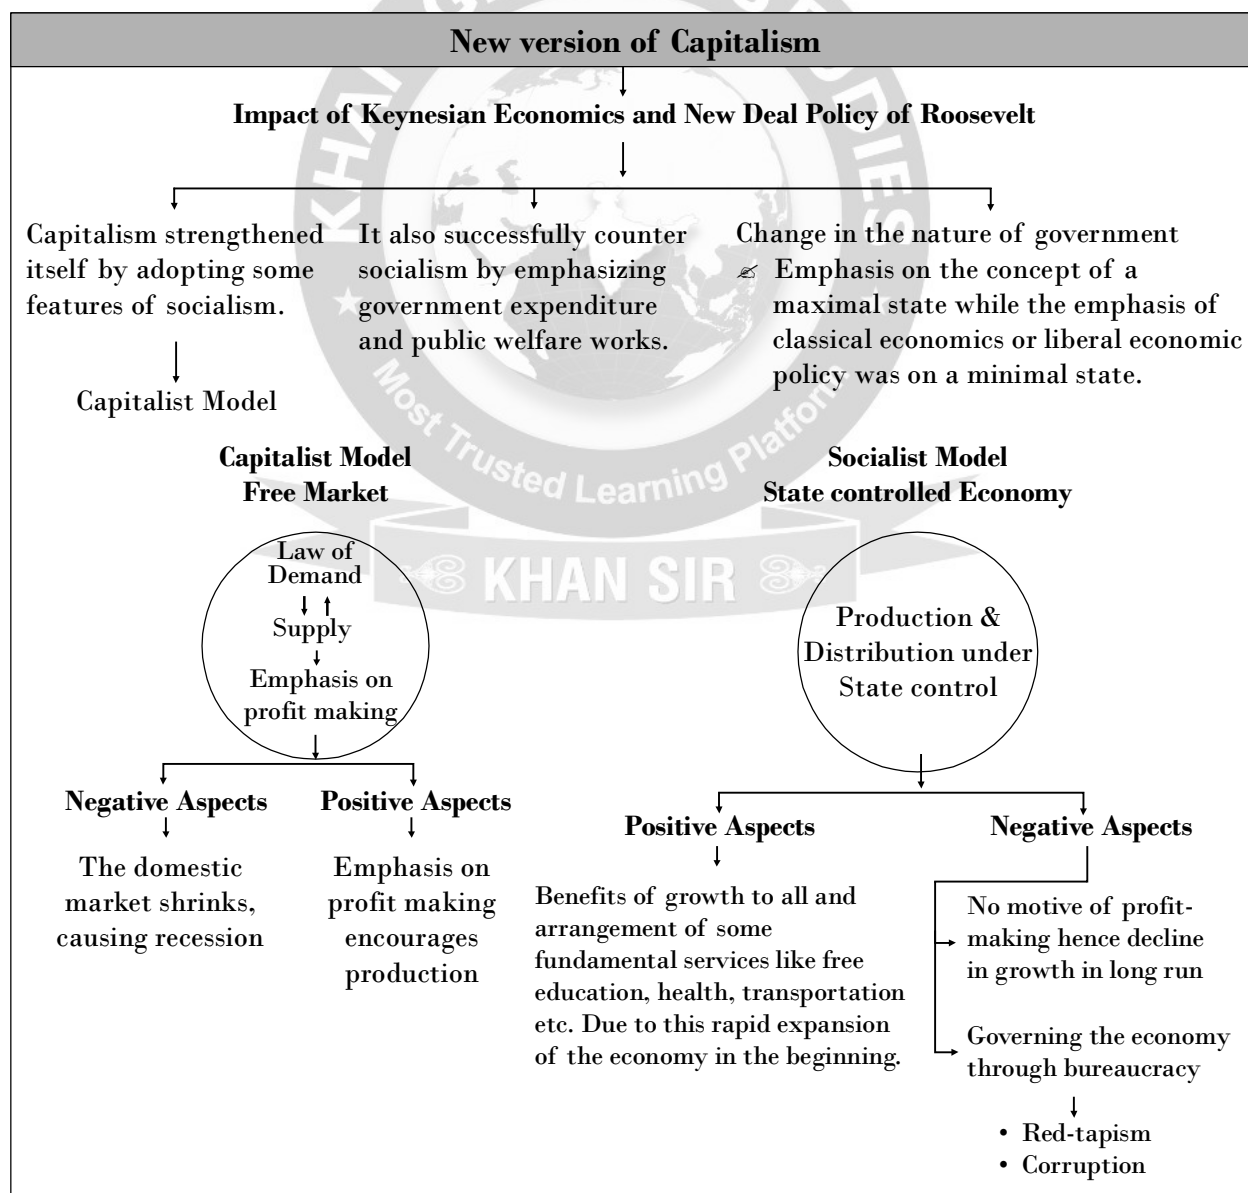 New version of Capitalism
Impact of Keynesian Economics and New Deal Policy of Roosevelt
Capitalism strengthened
itself by adopting some
features of socialism.
Capitalist Model
It also successfully counter
socialism by emphasizing
government expenditure
and public welfare works.
Change in the nature of government
Emphasis on the concept of a
maximal state while the emphasis of
classical economics or liberal economic
policy was on a minimal state.
Capitalist Model
Free Market
Law of
Demand
Supply
Emphasis on
profit making
Negative Aspects
The domestic
market shrinks,
causing recession
Positive Aspects
Emphasis on
profit making
encourages
production
Socialist Model
State controlled Economy
Production &
Distribution under
State control
Positive Aspects
Benefits of growth to all and
arrangement of some
fundamental services like free
education, health, transportation
etc. Due to this rapid expansion
of the economy in the beginning.
Negative Aspects
No motive of profit-
making hence decline
in growth in long run
Governing the economy
through bureaucracy
• Red-tapism
• Corruption
Most Trusted Learning Platform
KHAN SIR